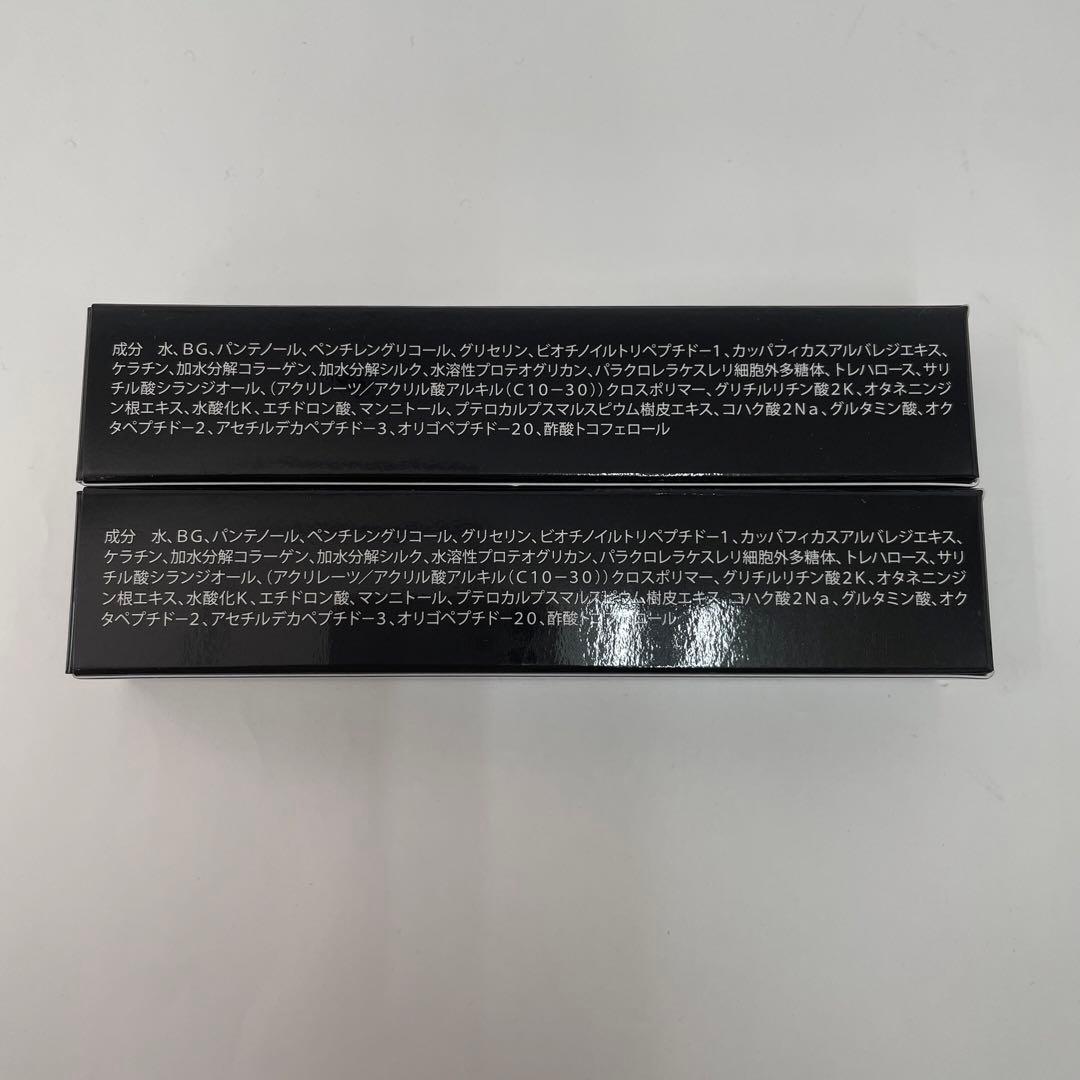 成分　水、BG、パンテノール、ペンチレングリコール、グリセリン、ビオチノイルトリペプチド－1、カッパフィカスアルバレジエキス、
ケラチン、加水分解コラーゲン、加水分解シルク、水溶性プロテオグリカン、パラクロレラケスレリ細胞外多糖体、トレハロース、サリ
チル酸シランジオール、（アクリレーツ／アクリル酸アルキル（C10－30））クロスポリマー、グリチルリチン酸2K、オタネニンジ
ン根エキス、水酸化K、エチドロン酸、マンニトール、プテロカルプスマルスピウム樹皮エキス、コハク酸2Na、グルタミン酸、オク
タペプチド－2、アセチルデカペプチド－3、オリゴペプチド－20、酢酸トコフェロール
成分　水、BG、パンテノール、ペンチレングリコール、グリセリン、ビオチノイルトリペプチド－1、カッパフィカスアルバレジエキス、
ケラチン、加水分解コラーゲン、加水分解シルク、水溶性プロテオグリカン、パラクロレラケスレリ細胞外多糖体、トレハロース、サリ
チル酸シランジオール、（アクリレーツ／アクリル酸アルキル（C10－30））クロスポリマー、グリチルリチン酸2K、オタネニンジ
ン根エキス、水酸化K、エチドロン酸、マンニトール、プテロカルプスマルスピウム樹皮エキス、コハク酸2Na、グルタミン酸、オク
タペプチド－2、アセチルデカペプチド－3、オリゴペプチド－20、酢酸トコフェロール